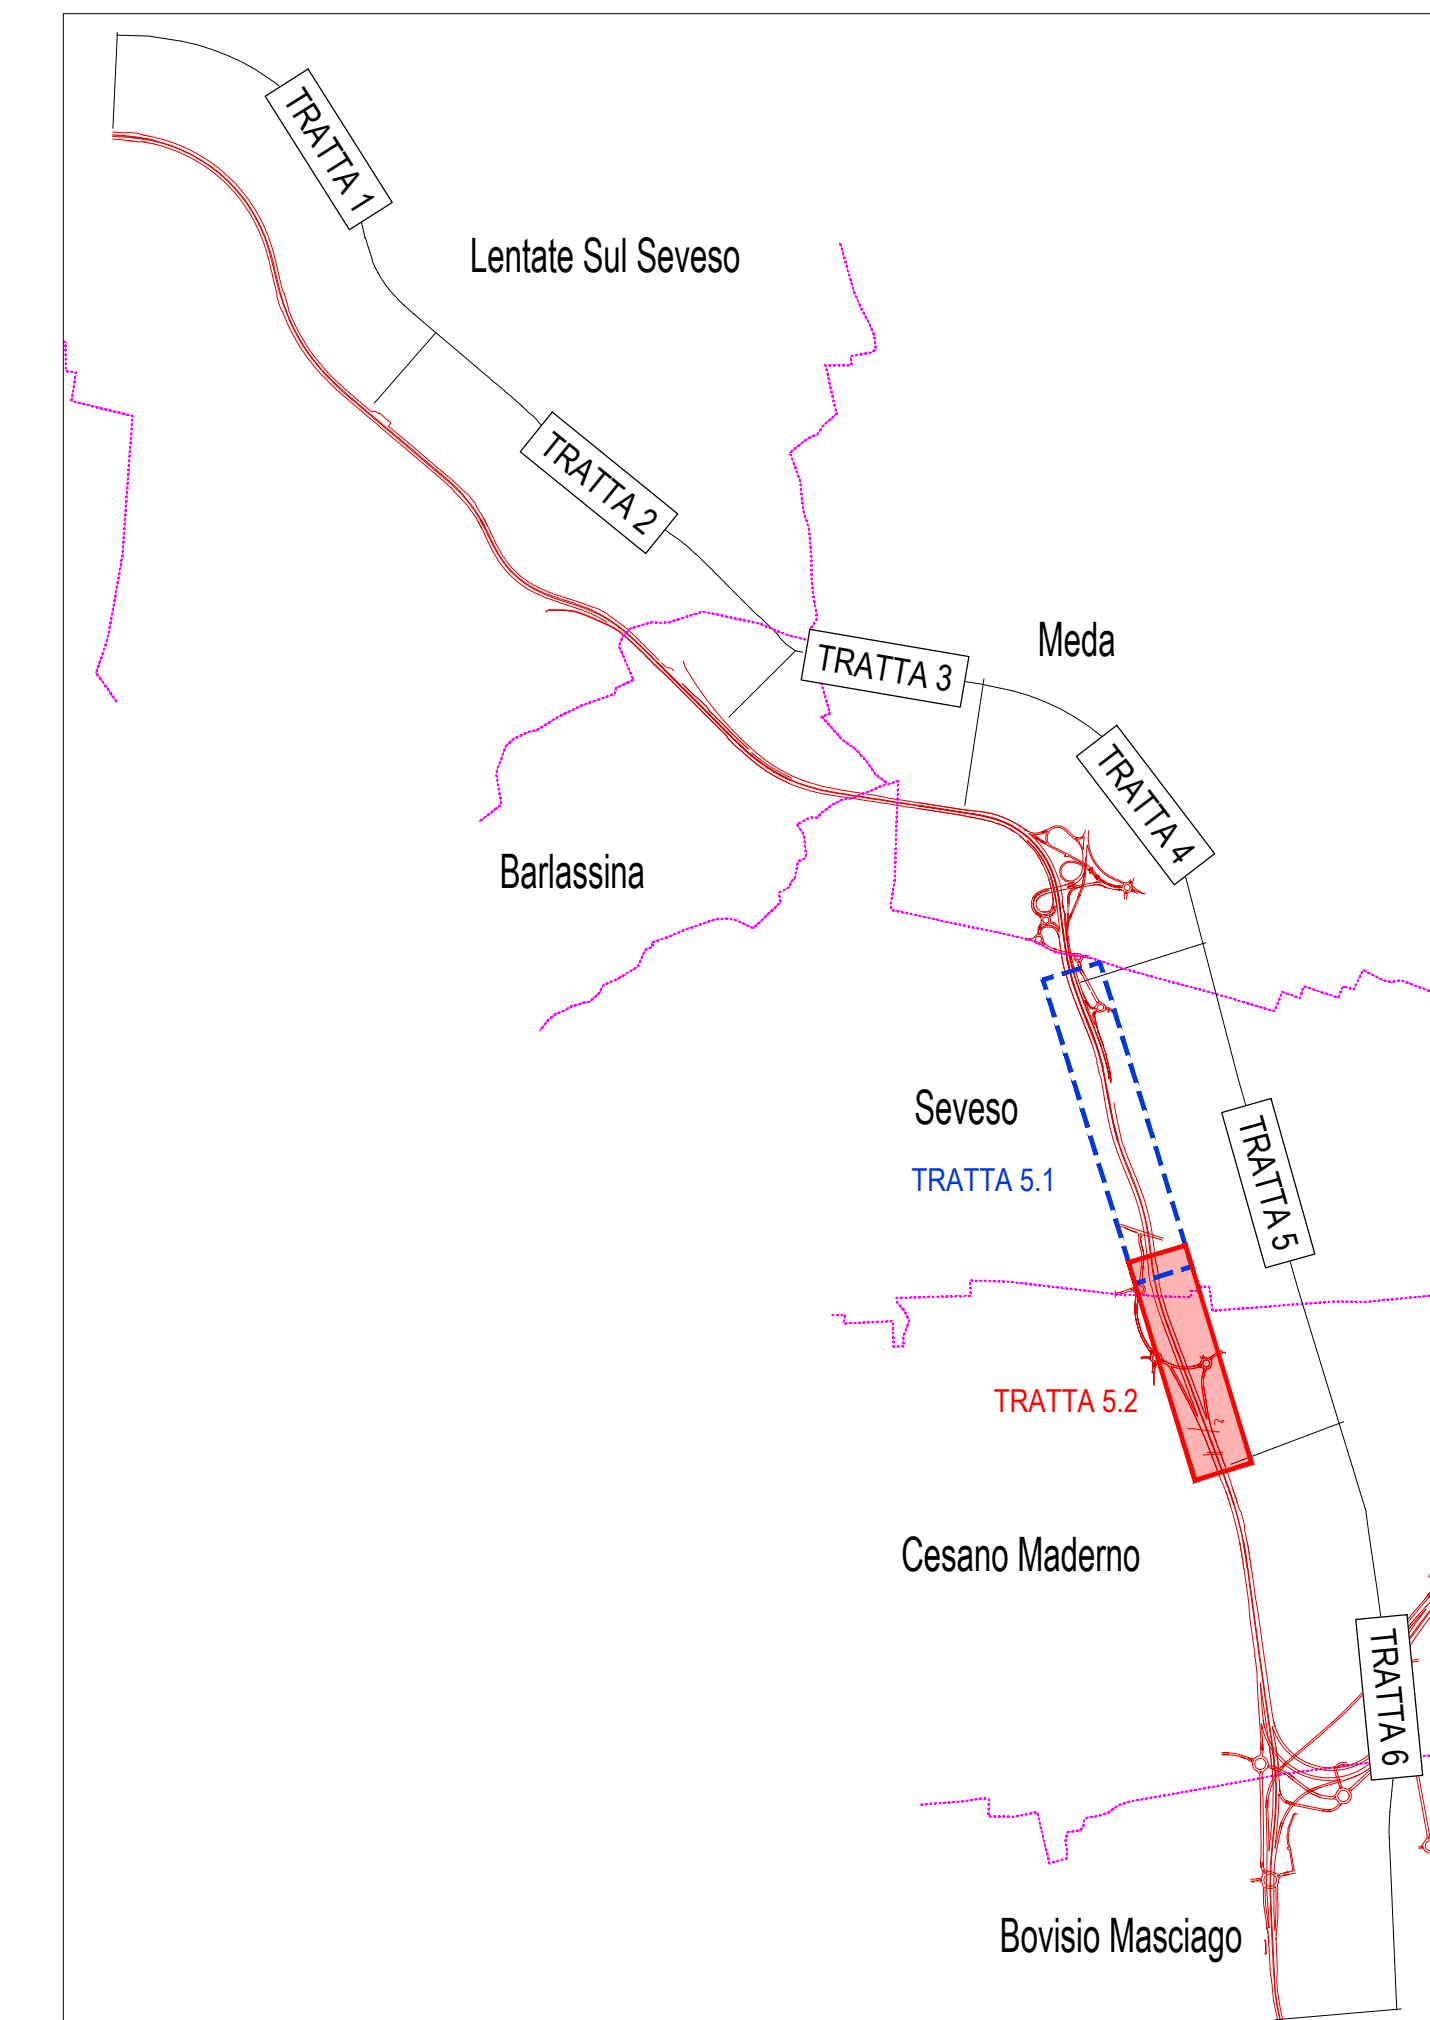 TRATTA 1
Lentate Sul Seveso
TRATTA 2
Meda
TRATTA 3
TRATTA 4
Barlassina
Seveso
TRATTA 5.1
TRATTA 5
TRATTA 5.2
Cesano Maderno
TRATTA 6
Bovisio Masciago